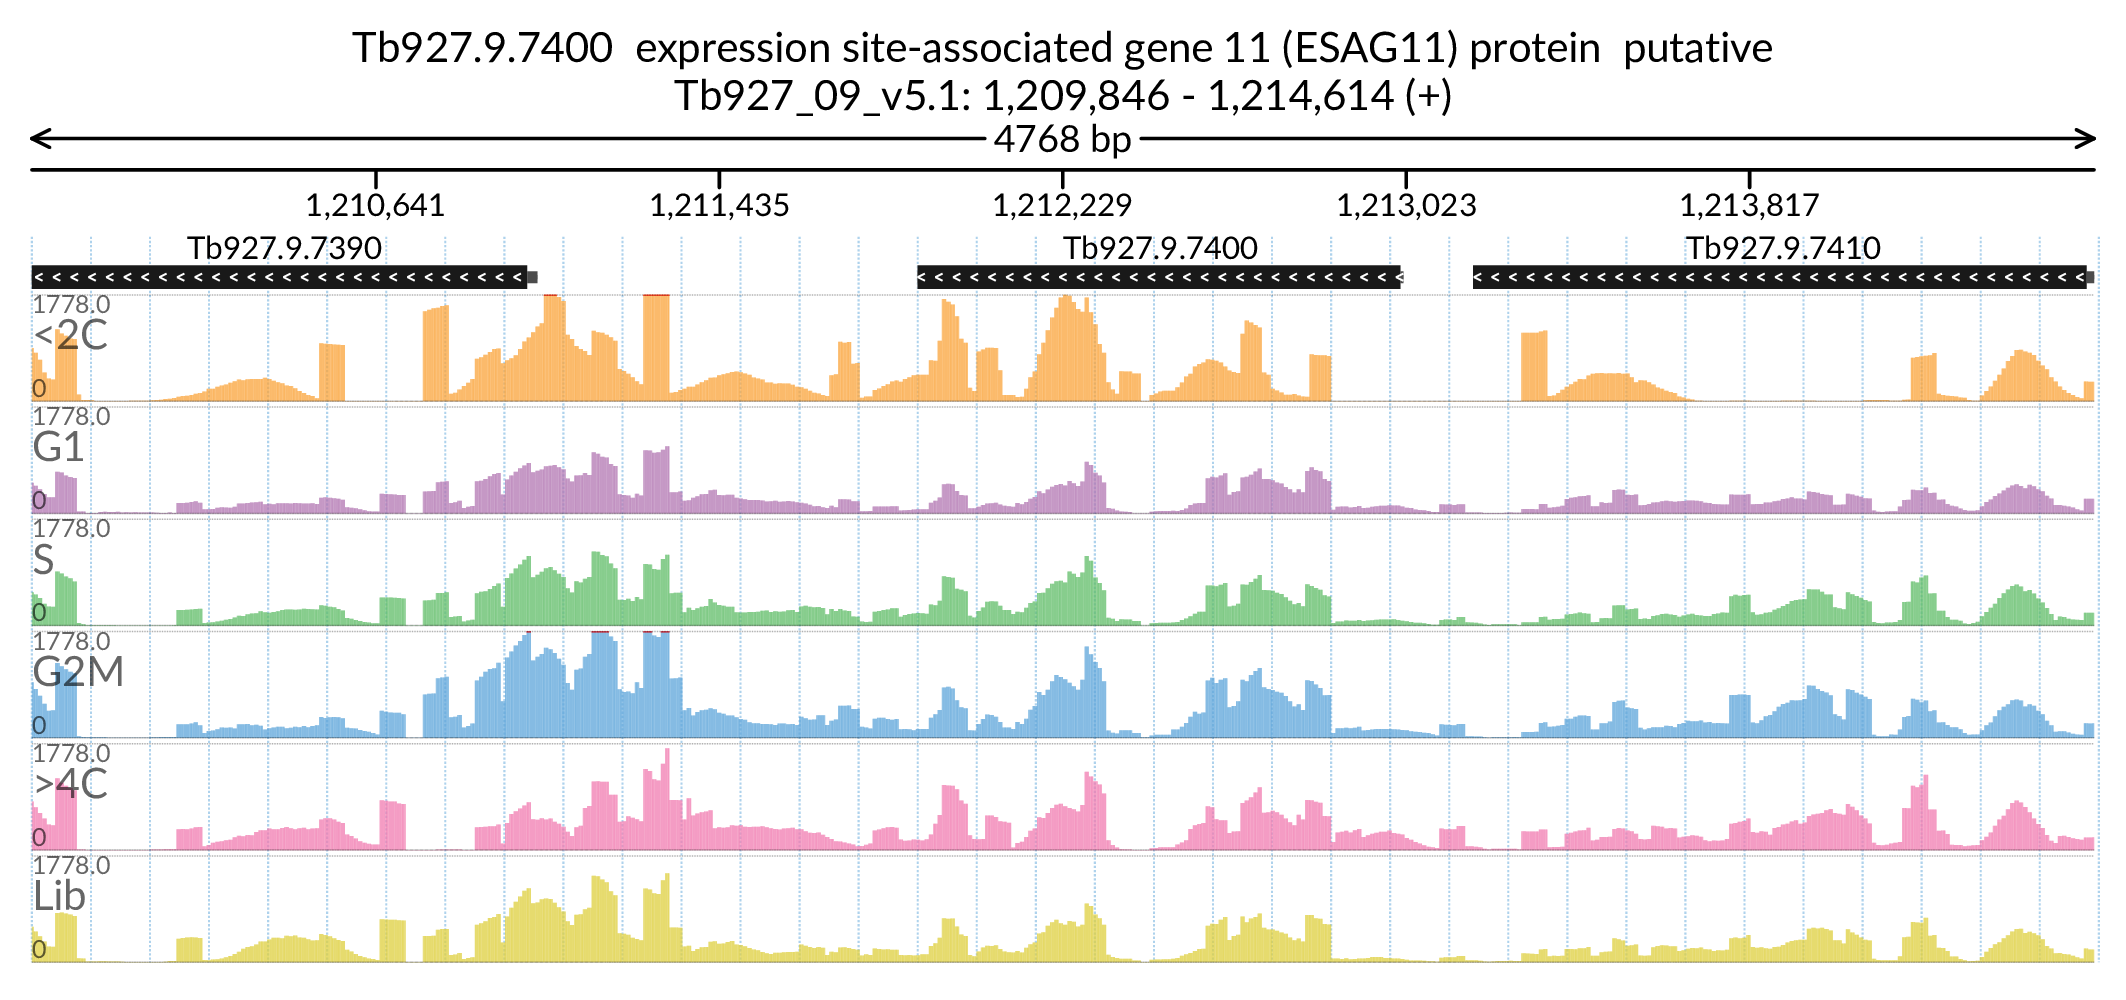 Tb927.9.7400  expression site-associated gene 11 (ESAG11) protein  putative
Tb927_09_v5.1: 1,209,846 - 1,214,614 (+)
4768 bp
1,210,641 1,211,435 1,212,229 1,213,023 1,213,817
Tb927.9.7390 Tb927.9.7400 Tb927.9.7410
1778.0
<2C
0
1778.0
G1
0
1778.0
S
0
1778.0
G2M
0
1778.0
>4C
0
1778.0
Lib
0